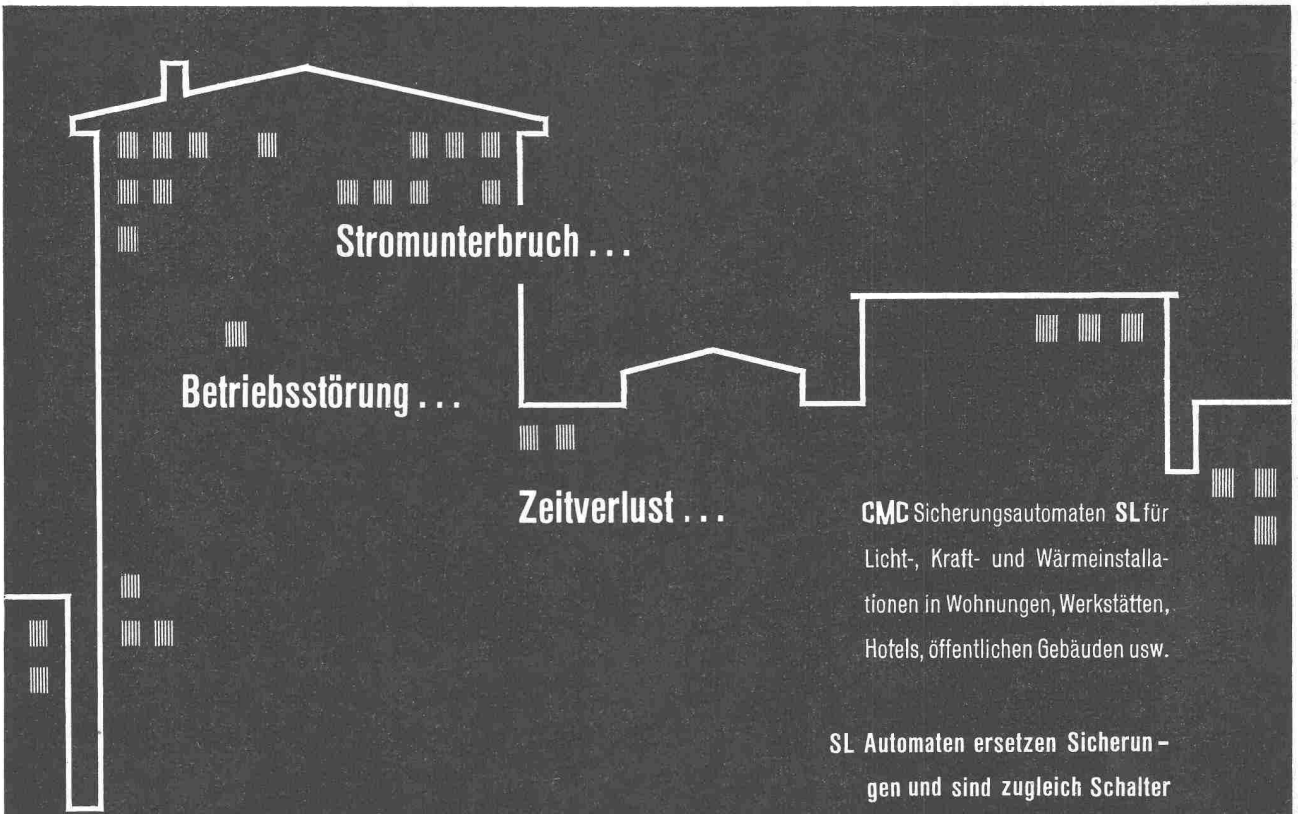 Stromunterbruch ...
Betriebsstörung ...
Zeitverlust ...
CMC Sicherungsautomaten SL für
Licht-, Kraft- und Wärmeinstalla-
tionen in Wohnungen, Werkstätten,
Hotels, öffentlichen Gebäuden usw.
SL Automaten ersetzen Sicherun-
gen und sind zugleich Schalter